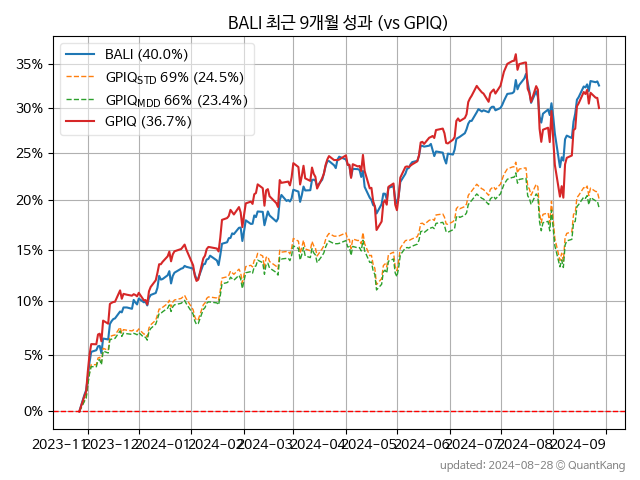 BALI 최근 9개월 성과 (vs GPIQ)
BALI (40.0%)
GPIQSTD 69% (24.5%)
GPIQMDD 66% (23.4%)
GPIQ (36.7%)
35%
30%
25%
20%
15%
10%
5%
0%
2023-11 2023-12 2024-01 2024-02 2024-03 2024-04 2024-05 2024-06 2024-07 2024-08 2024-09
updated: 2024-08-28 © QuantKang